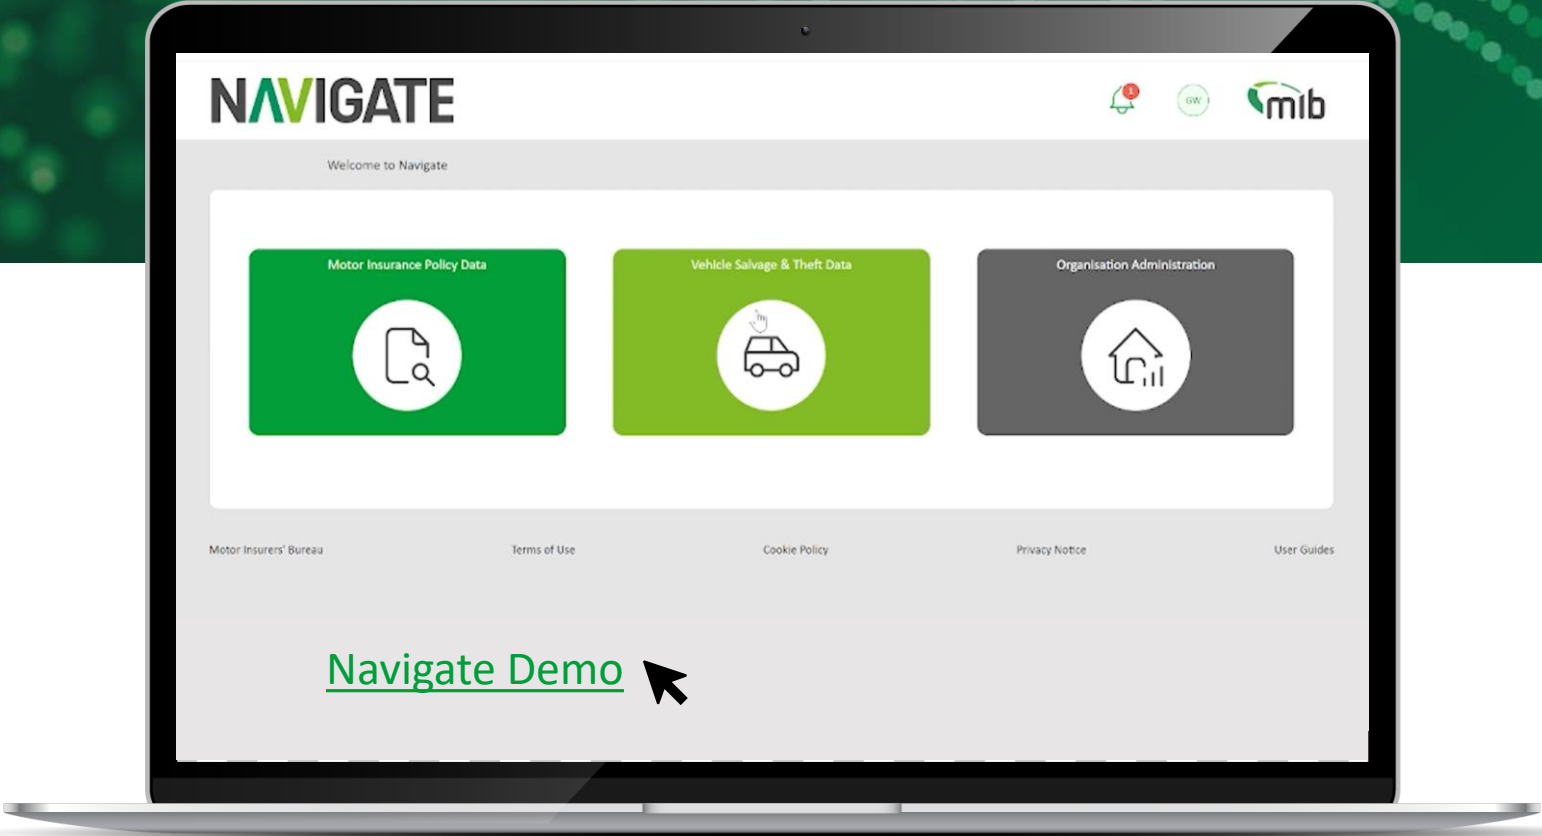 NAVIGATE
1
GW
mib
Welcome to Navigate
Motor Insurance Policy Data
Vehicle Salvage & Theft Data
Organisation Administration
Motor Insurers' Bureau
Terms of Use
Cookie Policy
Privacy Notice
User Guides
Navigate Demo